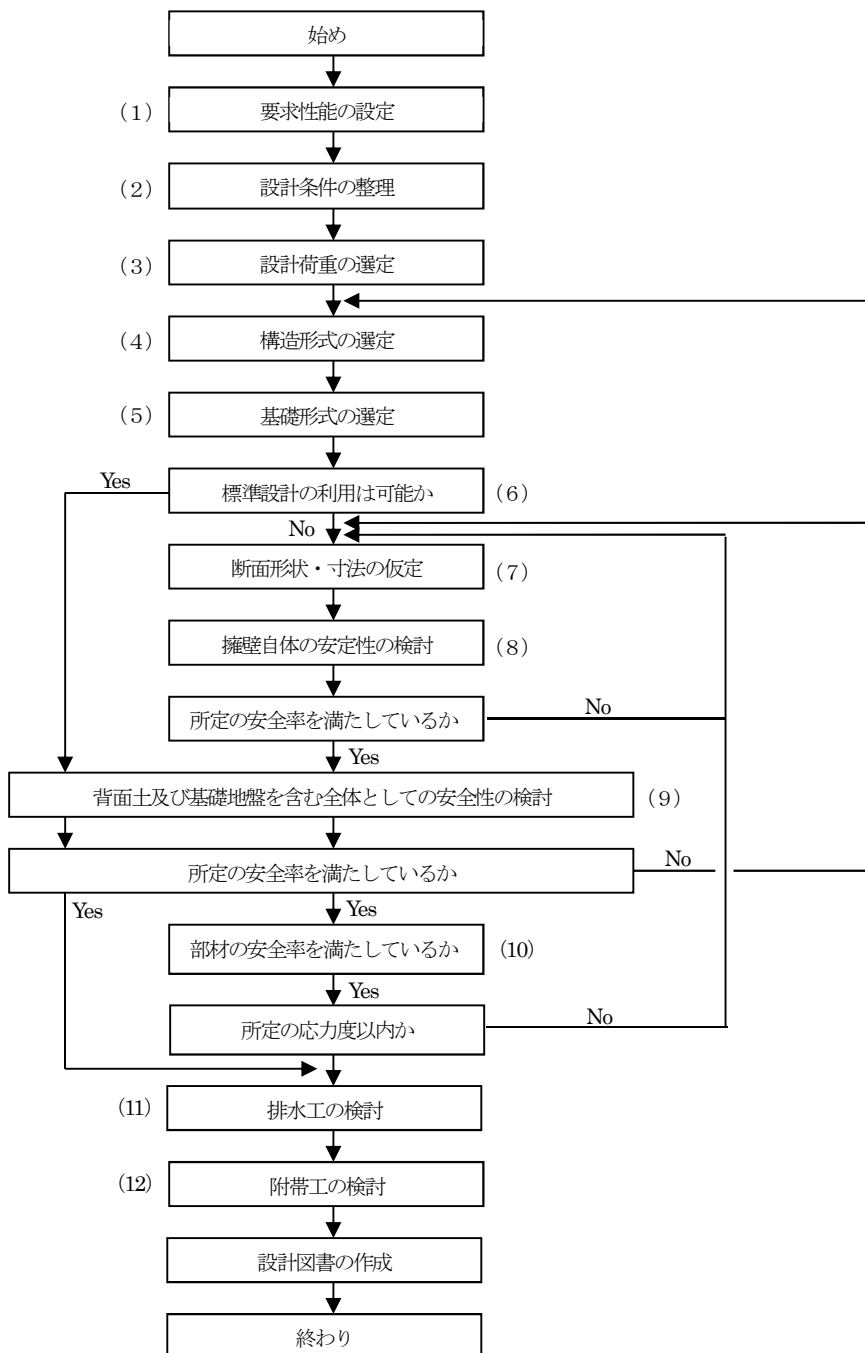 始め
(1) 要求性能の設定
(2) 設計条件の整理
(3) 設計荷重の選定
(4) 構造形式の選定
(5) 基礎形式の選定
Yes
標準設計の利用は可能か (6)
No
断面形状・寸法の仮定 (7)
擁壁自体の安定性の検討 (8)
所定の安全率を満たしているか No
Yes
背面土及び基礎地盤を含む全体としての安全性の検討 (9)
所定の安全率を満たしているか No
Yes Yes
部材の安全率を満たしているか (10)
Yes
所定の応力度以内か No
(11) 排水工の検討
(12) 附帯工の検討
設計図書の作成
終わり